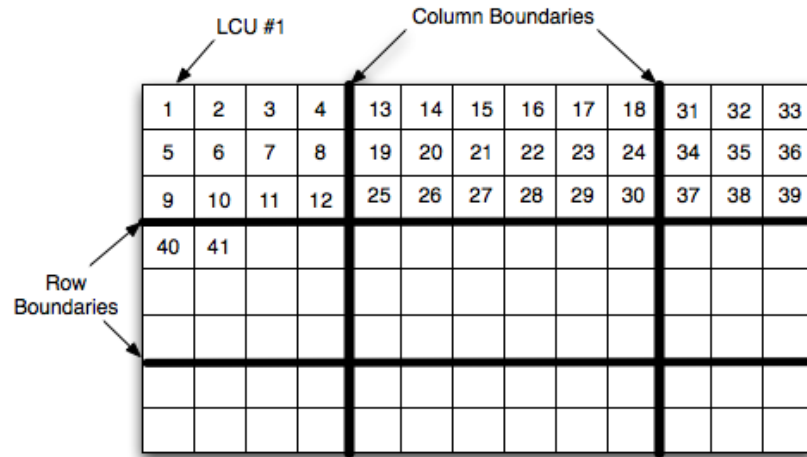 Column Boundaries
LCU #1
1 2 3 4 13 14 15 16 17 18 31 32 33
5 6 7 8 19 20 21 22 23 24 34 35 36
9 10 11 12 25 26 27 28 29 30 37 38 39
40 41
Row
Boundaries